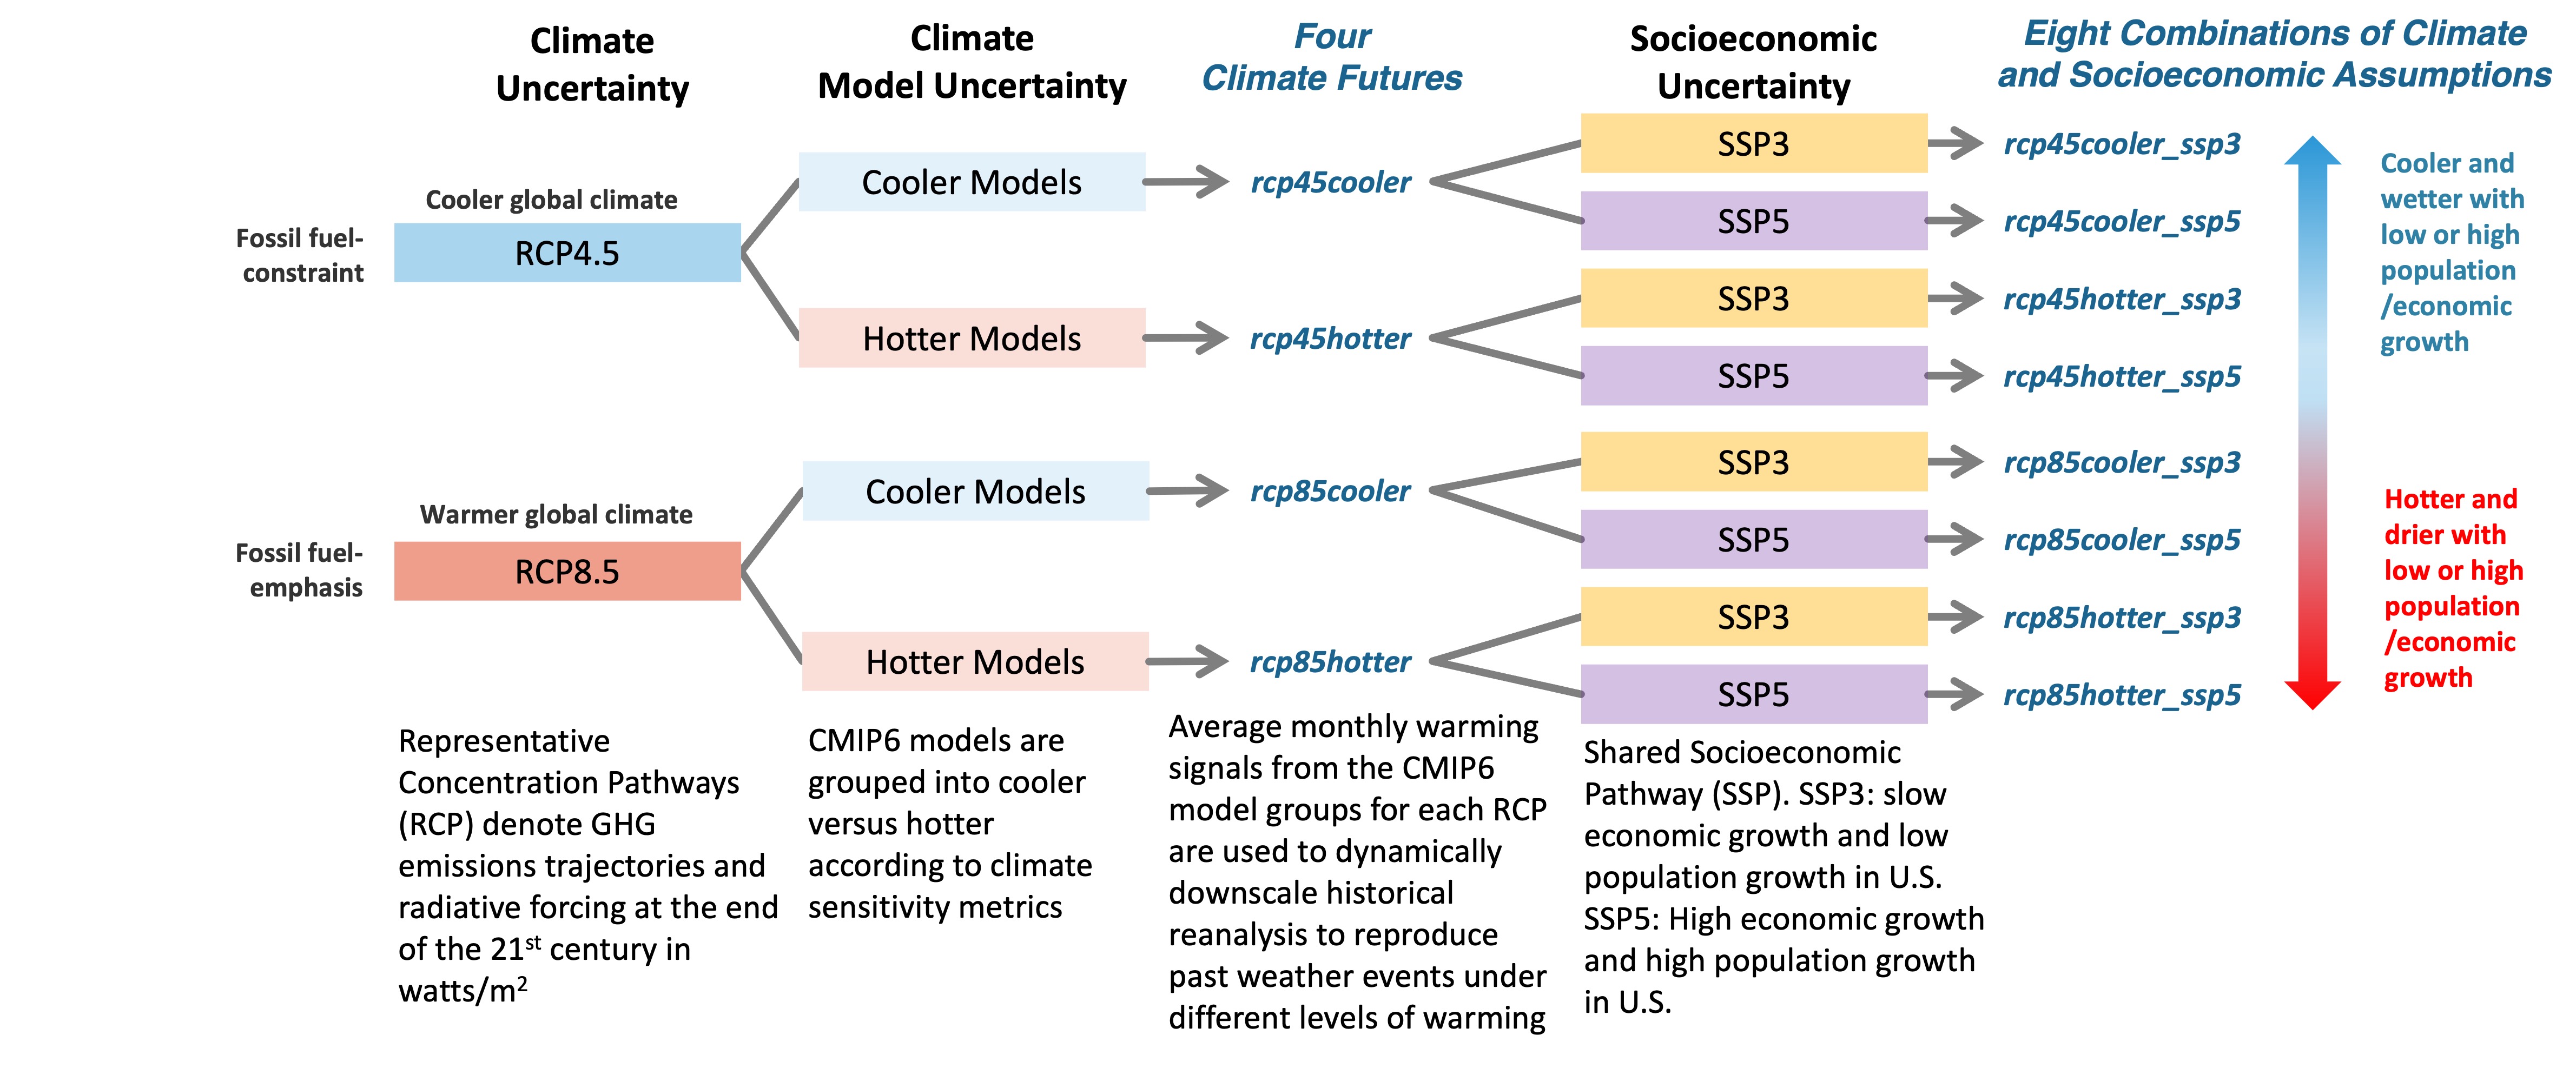 Climate
Uncertainty
Climate
Model Uncertainty
Four
Climate Futures
Socioeconomic
Uncertainty
Eight Combinations of Climate
and Socioeconomic Assumptions
Fossil fuel-
constraint
Cooler global climate
RCP4.5
Cooler Models
Hotter Models
rcp45cooler
rcp45hotter
SSP3
SSP5
SSP3
SSP5
rcp45cooler_ssp3
rcp45cooler_ssp5
rcp45hotter_ssp3
rcp45hotter_ssp5
Cooler and
wetter with
low or high
population
/economic
growth
Fossil fuel-
emphasis
Warmer global climate
RCP8.5
Cooler Models
Hotter Models
rcp85cooler
rcp85hotter
SSP3
SSP5
SSP3
SSP5
rcp85cooler_ssp3
rcp85cooler_ssp5
rcp85hotter_ssp3
rcp85hotter_ssp5
Hotter and
drier with
low or high
population
/economic
growth
Representative
Concentration Pathways
(RCP) denote GHG
emissions trajectories and
radiative forcing at the end
of the 21st century in
watts/m²
CMIP6 models are
grouped into cooler
versus hotter
according to climate
sensitivity metrics
Average monthly warming
signals from the CMIP6
model groups for each RCP
are used to dynamically
downscale historical
reanalysis to reproduce
past weather events under
different levels of warming
Shared Socioeconomic
Pathway (SSP). SSP3: slow
economic growth and low
population growth in U.S.
SSP5: High economic growth
and high population growth
in U.S.